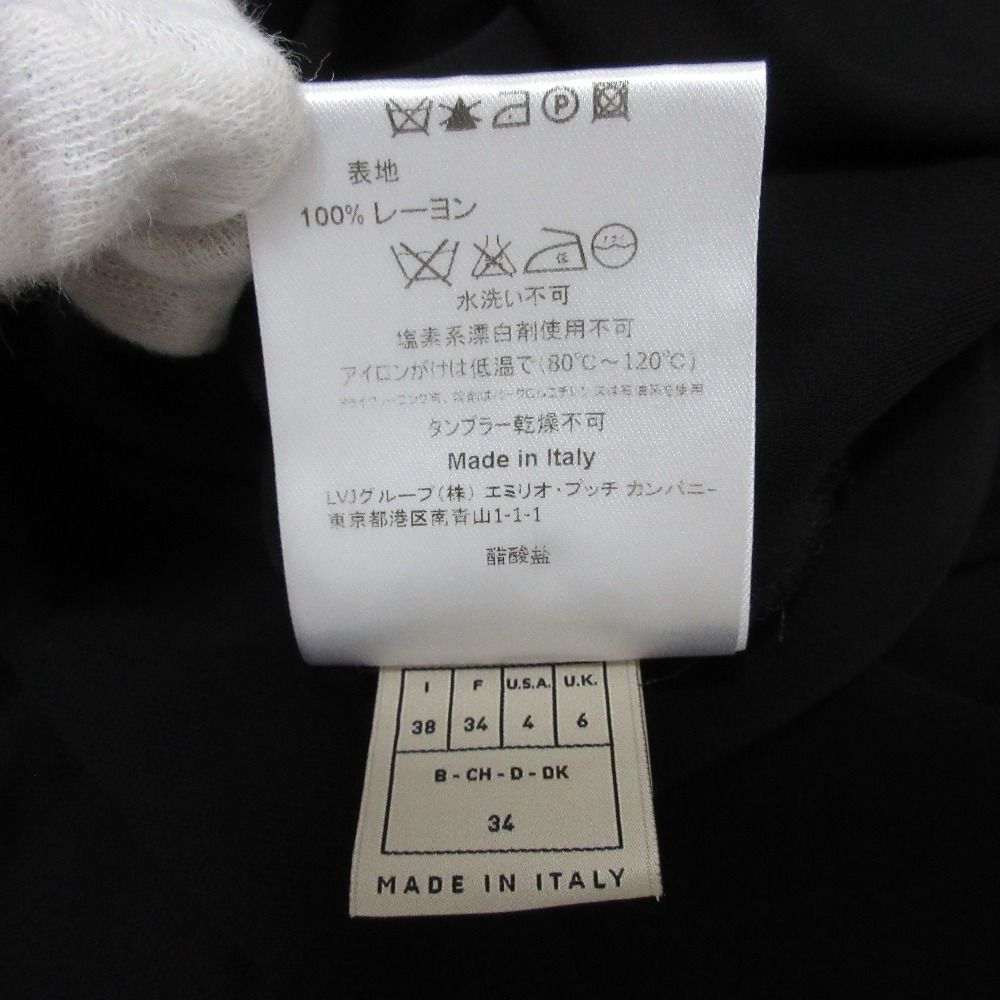 P
表地
100% レーヨン
低
水洗い不可
塩素系漂白剤使用不可
アイロンがけは低温で(80℃～120℃)
タンブラー乾燥不可
Made in Italy
LVJグループ(株) エミリオ・プッチ カンパニー
東京都港区南青山1-1-1
醋酸盐
I F U.S.A. U.K.
38 34 4 6
B - CH - D - DK
34
MADE IN ITALY